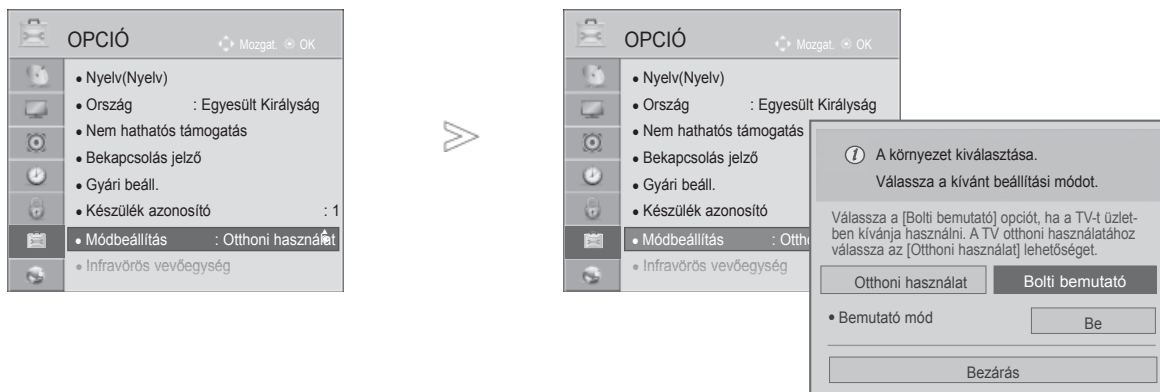 OPCIÓ
Mozgat. OK
• Nyelv(Nyelv)
• Ország : Egyesült Királyság
• Nem hathatós támogatás
• Bekapcsolás jelző
• Gyári beáll.
• Készülék azonosító : 1
• Módbeállítás : Otthoni használat
• Infravörös vevőegység
OPCIÓ
Mozgat. OK
• Nyelv(Nyelv)
• Ország : Egyesült Királyság
• Nem hathatós támogatás
• Bekapcsolás jelző
• Gyári beáll.
• Készülék azonosító
• Módbeállítás : Ottho
• Infravörös vevőegység
i A környezet kiválasztása.
Válassza a kívánt beállítási módot.
Válassza a [Bolti bemutató] opciót, ha a TV-t üzlet-
ben kívánja használni. A TV otthoni használatához
válassza az [Otthoni használat] lehetőséget.
Otthoni használat Bolti bemutató
• Bemutató mód Be
Bezárás